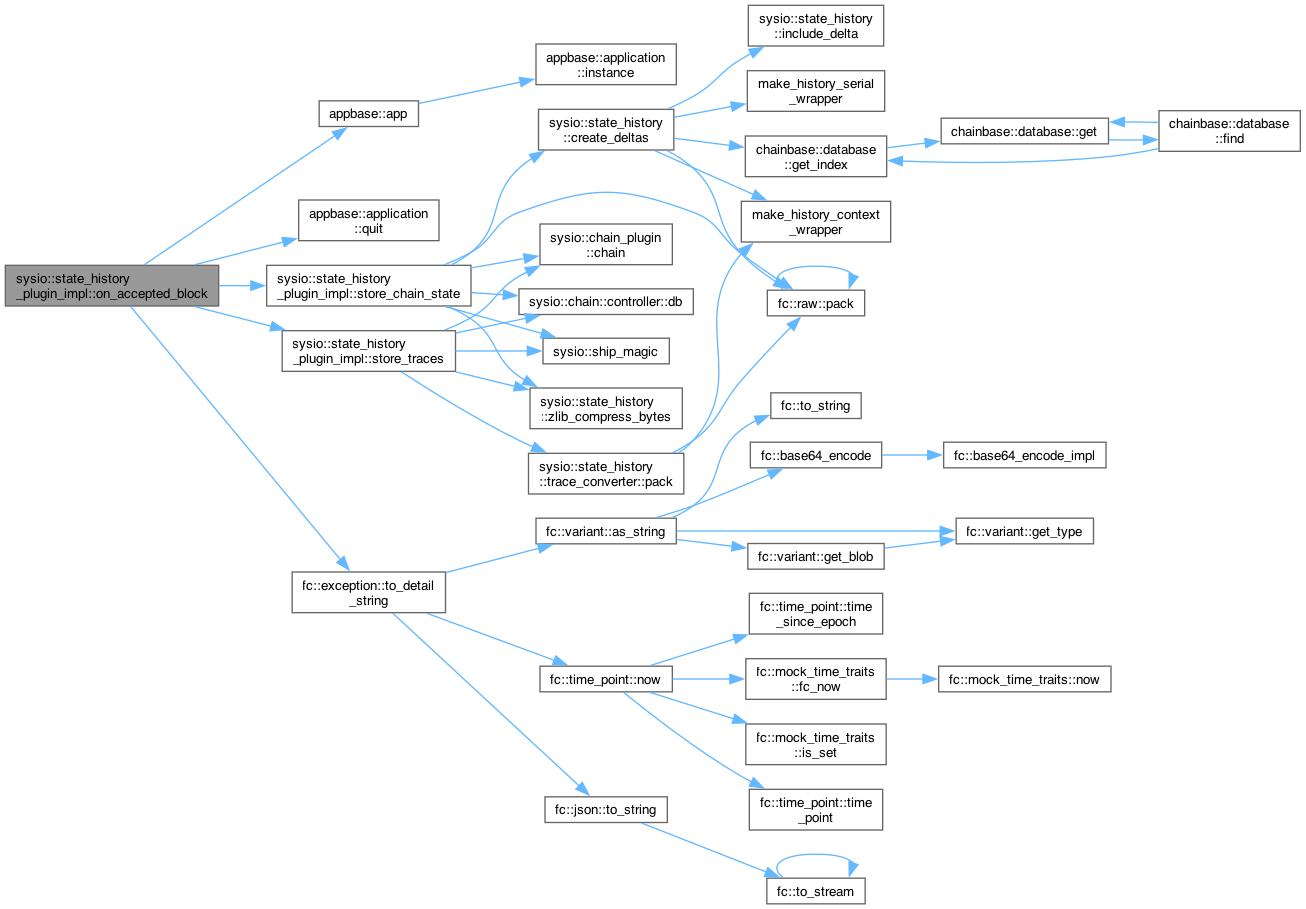 sysio::state_history
_plugin_impl::on_accepted_block
appbase::app
appbase::application
::instance
appbase::application
::quit
sysio::state_history
_plugin_impl::store_chain_state
sysio::state_history
::create_deltas
sysio::state_history
::include_delta
make_history_serial
_wrapper
chainbase::database
::get_index
chainbase::database::get
chainbase::database
::find
make_history_context
_wrapper
fc::raw::pack
sysio::chain_plugin
::chain
sysio::chain::controller::db
sysio::ship_magic
sysio::state_history
::zlib_compress_bytes
sysio::state_history
_plugin_impl::store_traces
sysio::state_history
::trace_converter::pack
fc::exception::to_detail
_string
fc::variant::as_string
fc::to_string
fc::base64_encode
fc::base64_encode_impl
fc::variant::get_type
fc::variant::get_blob
fc::time_point::now
fc::time_point::time
_since_epoch
fc::mock_time_traits
::fc_now
fc::mock_time_traits::now
fc::mock_time_traits
::is_set
fc::time_point::time
_point
fc::json::to_string
fc::to_stream